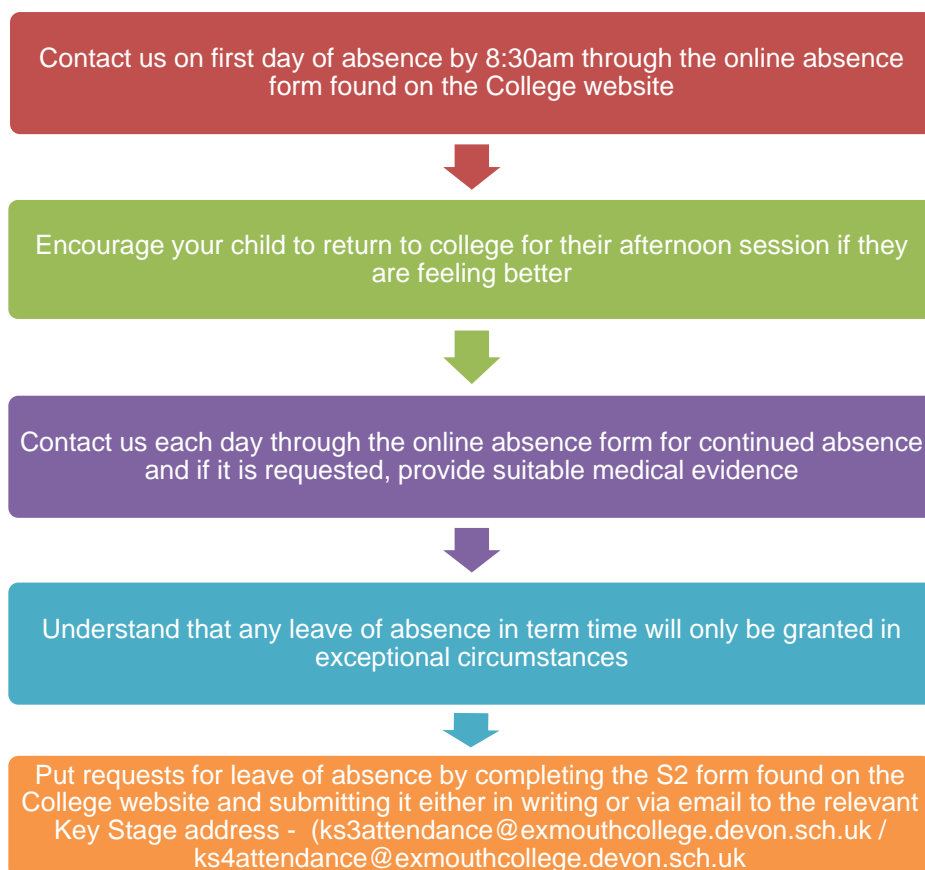 Contact us on first day of absence by 8:30am through the online absence
form found on the College website
Encourage your child to return to college for their afternoon session if they
are feeling better
Contact us each day through the online absence form for continued absence
and if it is requested, provide suitable medical evidence
Understand that any leave of absence in term time will only be granted in
exceptional circumstances
Put requests for leave of absence by completing the S2 form found on the
College website and submitting it either in writing or via email to the relevant
Key Stage address - (ks3attendance@exmouthcollege.devon.sch.uk /
ks4attendance@exmouthcollege.devon.sch.uk